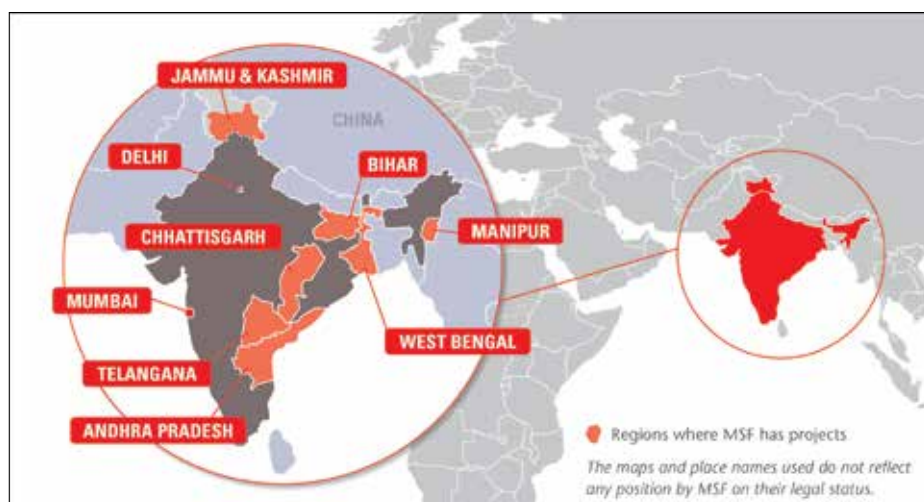 JAMMU & KASHMIR
CHINA
DELHI
BIHAR
CHHATTISGARH
MANIPUR
MUMBAI
WEST BENGAL
TELANGANA
ANDHRA PRADESH
Regions where MSF has projects
The maps and place names used do not reflect
any position by MSF on their legal status.